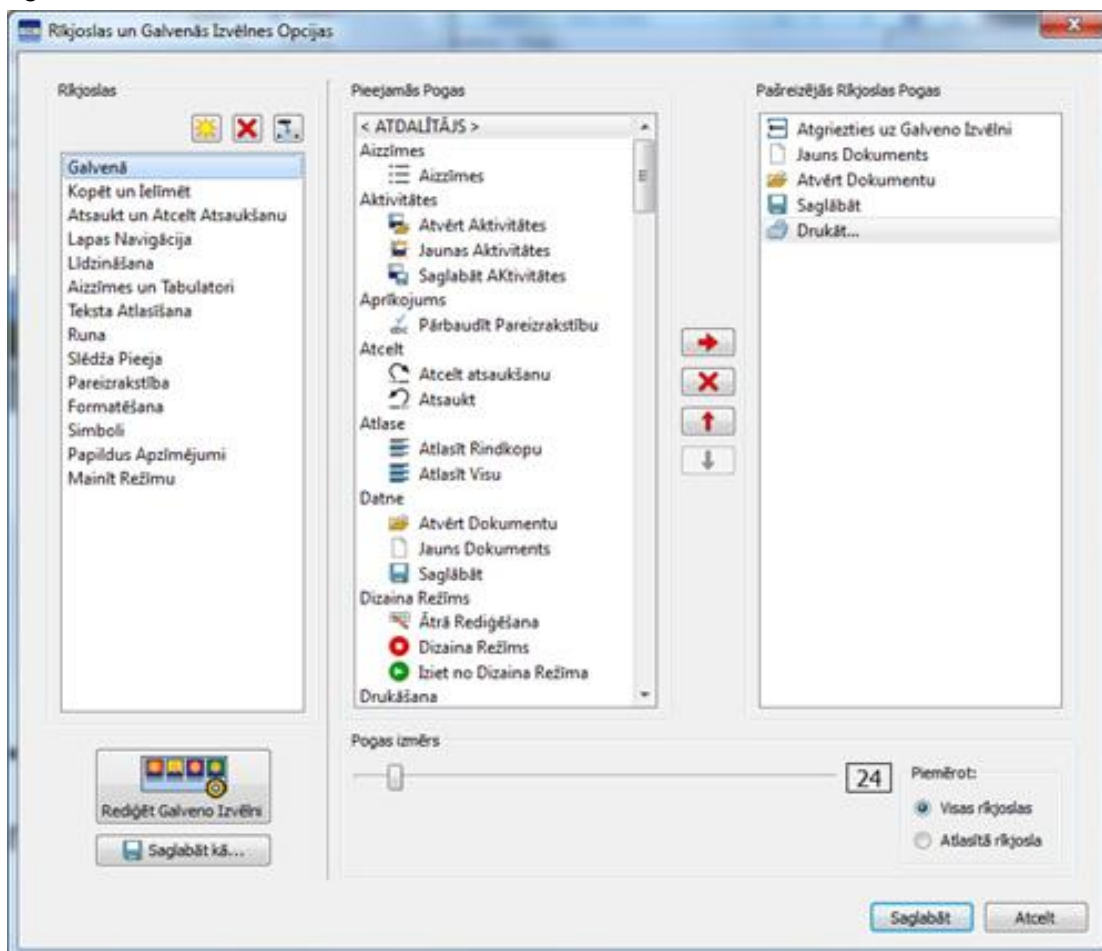 Rīkjoslas un Galvenās Izvēlnes Opcijas
Rīkjoslas
Galvenā
Kopēt un Ielīmēt
Atsaukt un Atcelt Atsaukšanu
Lapas Navigācija
Līdzināšana
Aizzīmes un Tabulatori
Teksta Atlasīšana
Runa
Slēdža Pieeja
Pareizrakstība
Formatēšana
Simboli
Papildus Apzīmējumi
Mainīt Režīmu
Rediģēt Galveno Izvēlni
Saglabāt kā...
Pieejamās Pogas
< ATDALĪTĀJS >
Aizzīmes
Aizzīmes
Aktivitātes
Atvērt Aktivitātes
Jaunas Aktivitātes
Saglabāt AKtivitātes
Aprīkojums
Pārbaudīt Pareizrakstību
Atcelt
Atcelt atsaukšanu
Atsaukt
Atlase
Atlasīt Rindkopu
Atlasīt Visu
Datne
Atvērt Dokumentu
Jauns Dokuments
Saglābāt
Dizaina Režīms
Ātrā Rediģēšana
Dizaina Režīms
Iziet no Dizaina Režīma
Drukāšana
Pašreizējās Rīkjoslas Pogas
Atgriezties uz Galveno Izvēlni
Jauns Dokuments
Atvērt Dokumentu
Saglābāt
Drukāt...
Pogas izmērs
24
Piemērot:
Visas rīkjoslas
Atlasītā rīkjosla
Saglabāt
Atcelt